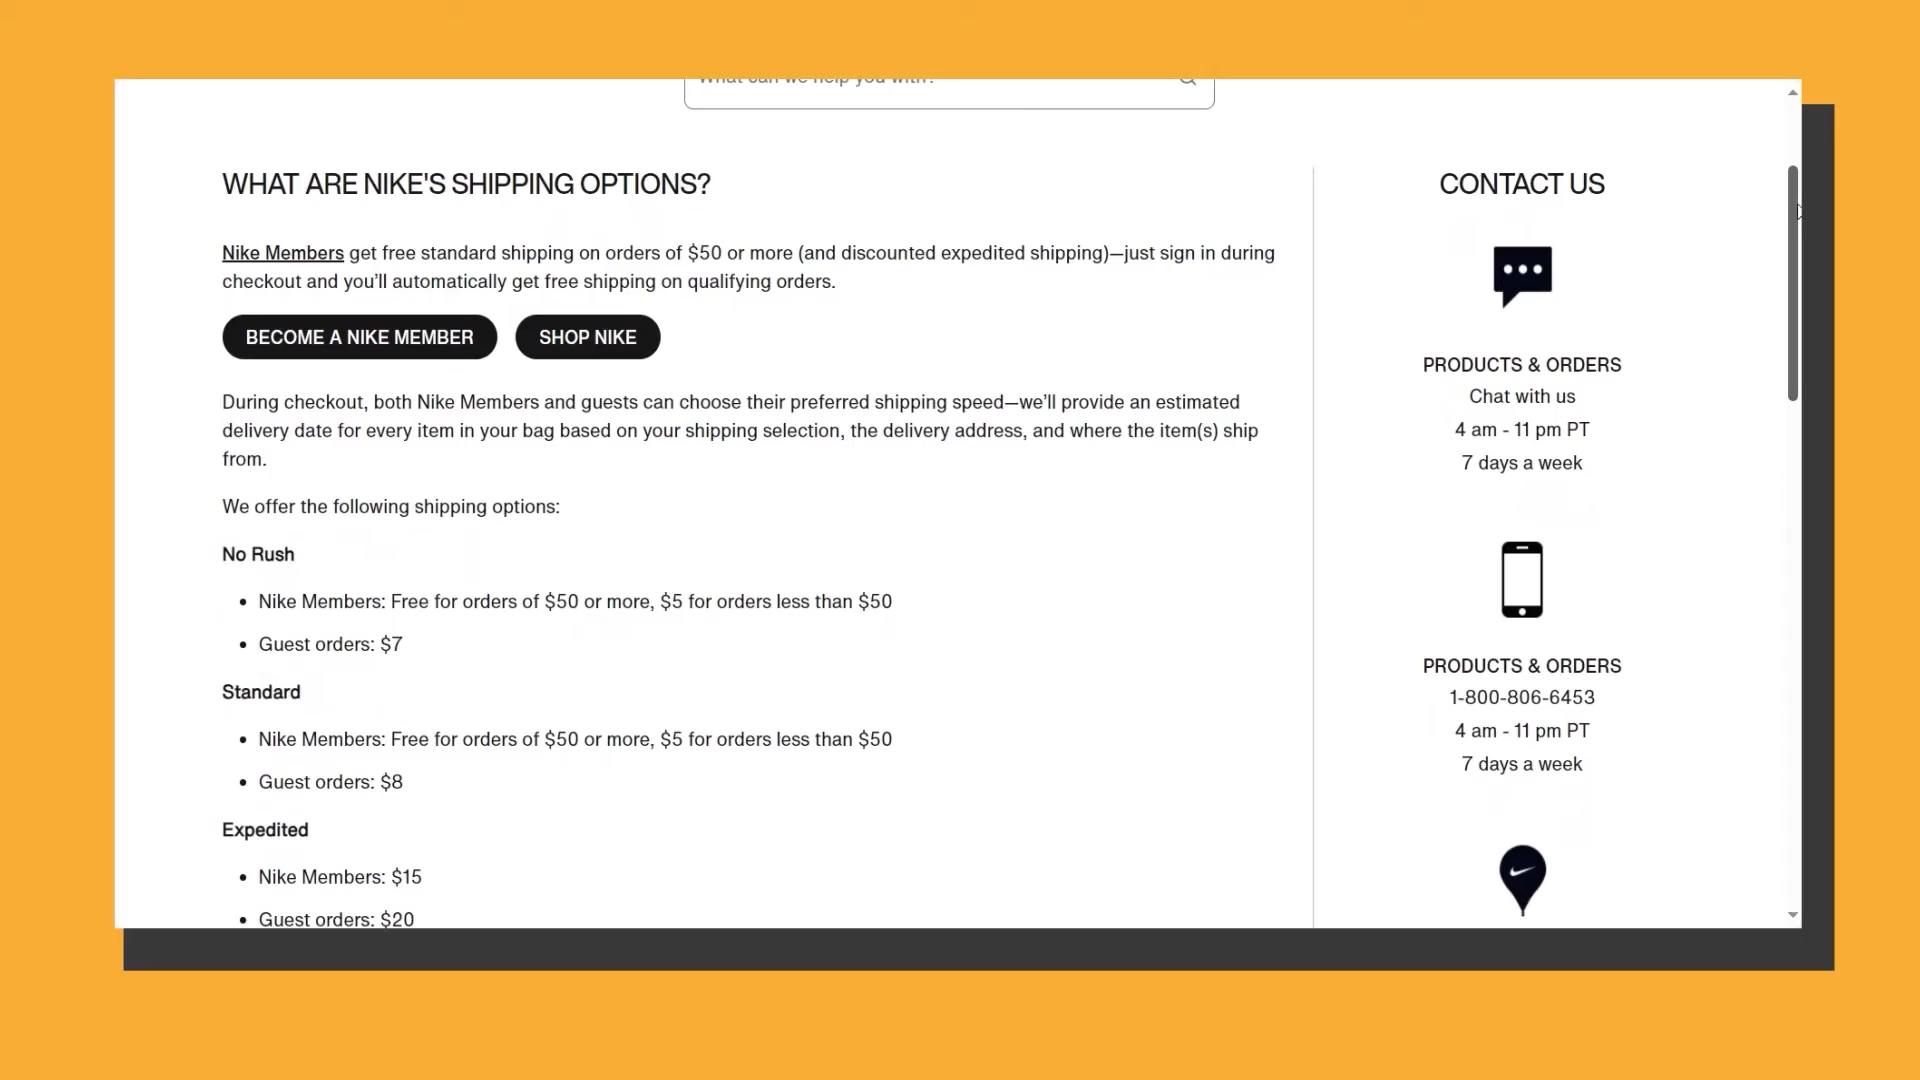 What can we help you with?
WHAT ARE NIKE'S SHIPPING OPTIONS?
Nike Members get free standard shipping on orders of $50 or more (and discounted expedited shipping)—just sign in during
checkout and you’ll automatically get free shipping on qualifying orders.
BECOME A NIKE MEMBER
SHOP NIKE
During checkout, both Nike Members and guests can choose their preferred shipping speed—we’ll provide an estimated
delivery date for every item in your bag based on your shipping selection, the delivery address, and where the item(s) ship
from.
We offer the following shipping options:
No Rush
• Nike Members: Free for orders of $50 or more, $5 for orders less than $50
• Guest orders: $7
Standard
• Nike Members: Free for orders of $50 or more, $5 for orders less than $50
• Guest orders: $8
Expedited
• Nike Members: $15
• Guest orders: $20
CONTACT US
PRODUCTS & ORDERS
Chat with us
4 am - 11 pm PT
7 days a week
PRODUCTS & ORDERS
1-800-806-6453
4 am - 11 pm PT
7 days a week